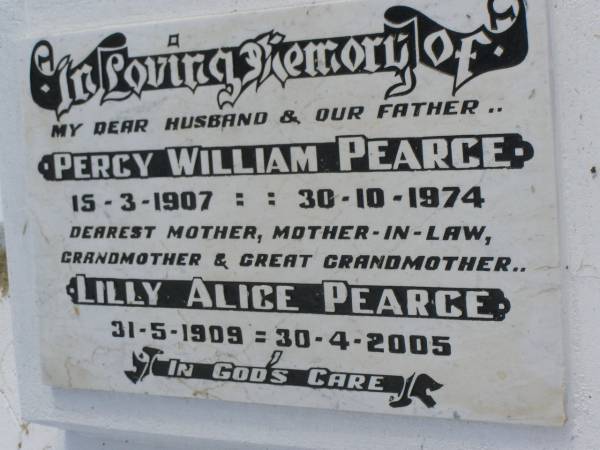 In Loving Memory of
MY DEAR HUSBAND & OUR FATHER ..
PERCY WILLIAM PEARCE
15-3-1907 : : 30-10-1974
DEAREST MOTHER, MOTHER-IN-LAW,
GRANDMOTHER & GREAT GRANDMOTHER..
LILLY ALICE PEARCE
31-5-1909 = 30-4-2005
IN GOD'S CARE